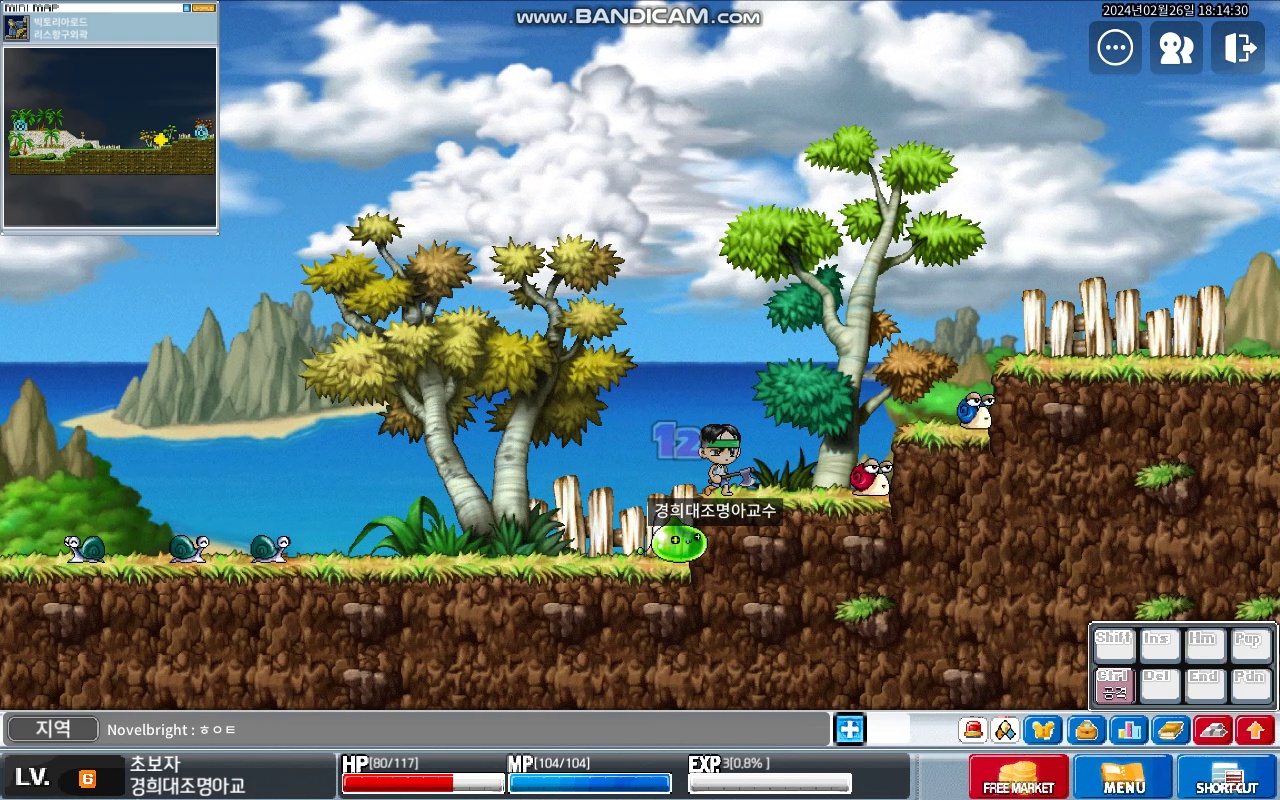 MINI MAP
WORLD
빅토리아로드
리스항구외곽
www.BANDICAM.com
2024년02월26일 18:14:30
12
경희대조명아교수
Shift Ins Hm Pup
Ctrl Del End Pdn
공격
지역
Novelbright : ㅎㅇㅌ
LV. 6
초보자
경희대조명아교
HP[80/117] MP[104/104] EXP 3[0.8% ]
FREE MARKET
MENU
SHORTCUT